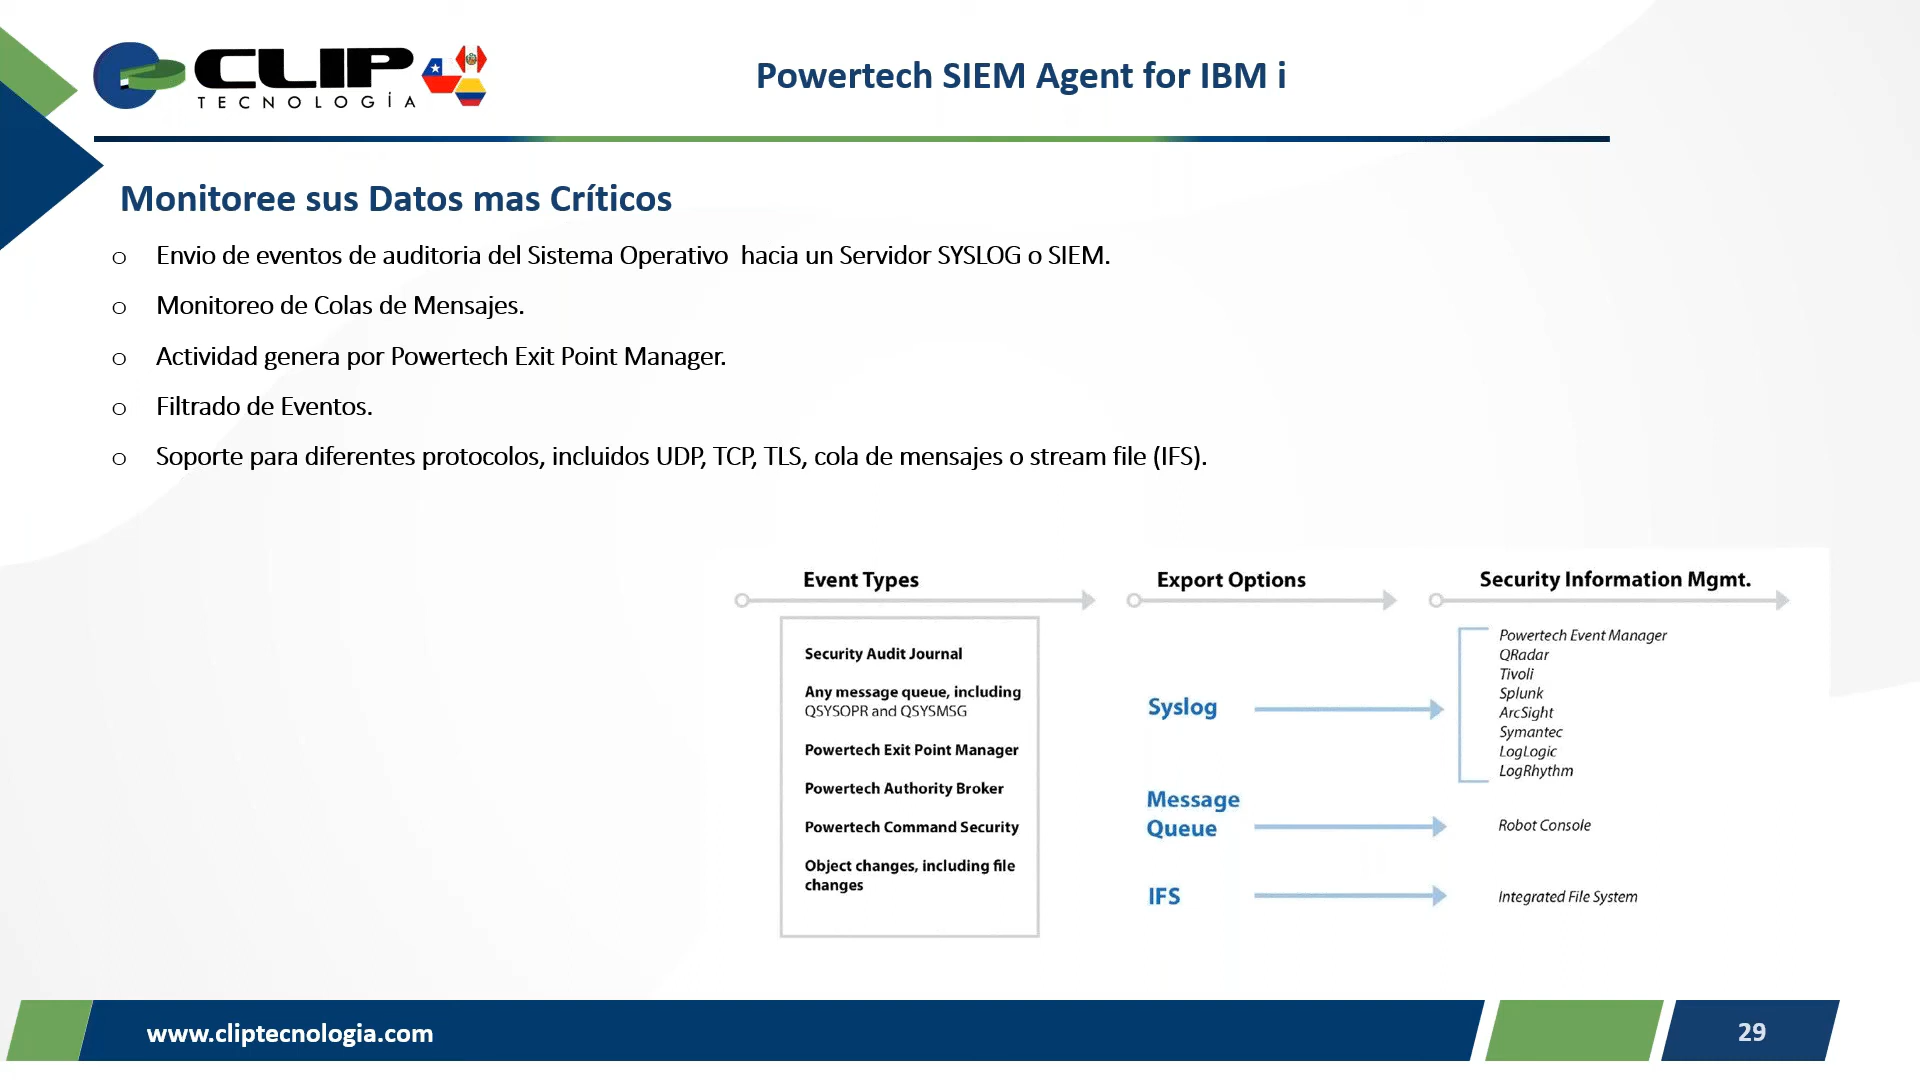 CLIP
TECNOLOGÍA
Powertech SIEM Agent for IBM i
Monitoree sus Datos mas Críticos
o Envio de eventos de auditoria del Sistema Operativo hacia un Servidor SYSLOG o SIEM.
o Monitoreo de Colas de Mensajes.
o Actividad genera por Powertech Exit Point Manager.
o Filtrado de Eventos.
o Soporte para diferentes protocolos, incluidos UDP, TCP, TLS, cola de mensajes o stream file (IFS).
Event Types
Security Audit Journal
Any message queue, including
QSYSOPR and QSYSMSG
Powertech Exit Point Manager
Powertech Authority Broker
Powertech Command Security
Object changes, including file
changes
Export Options
Syslog
Message
Queue
IFS
Security Information Mgmt.
Powertech Event Manager
QRadar
Tivoli
Splunk
ArcSight
Symantec
LogLogic
LogRhythm
Robot Console
Integrated File System
www.cliptecnologia.com
29